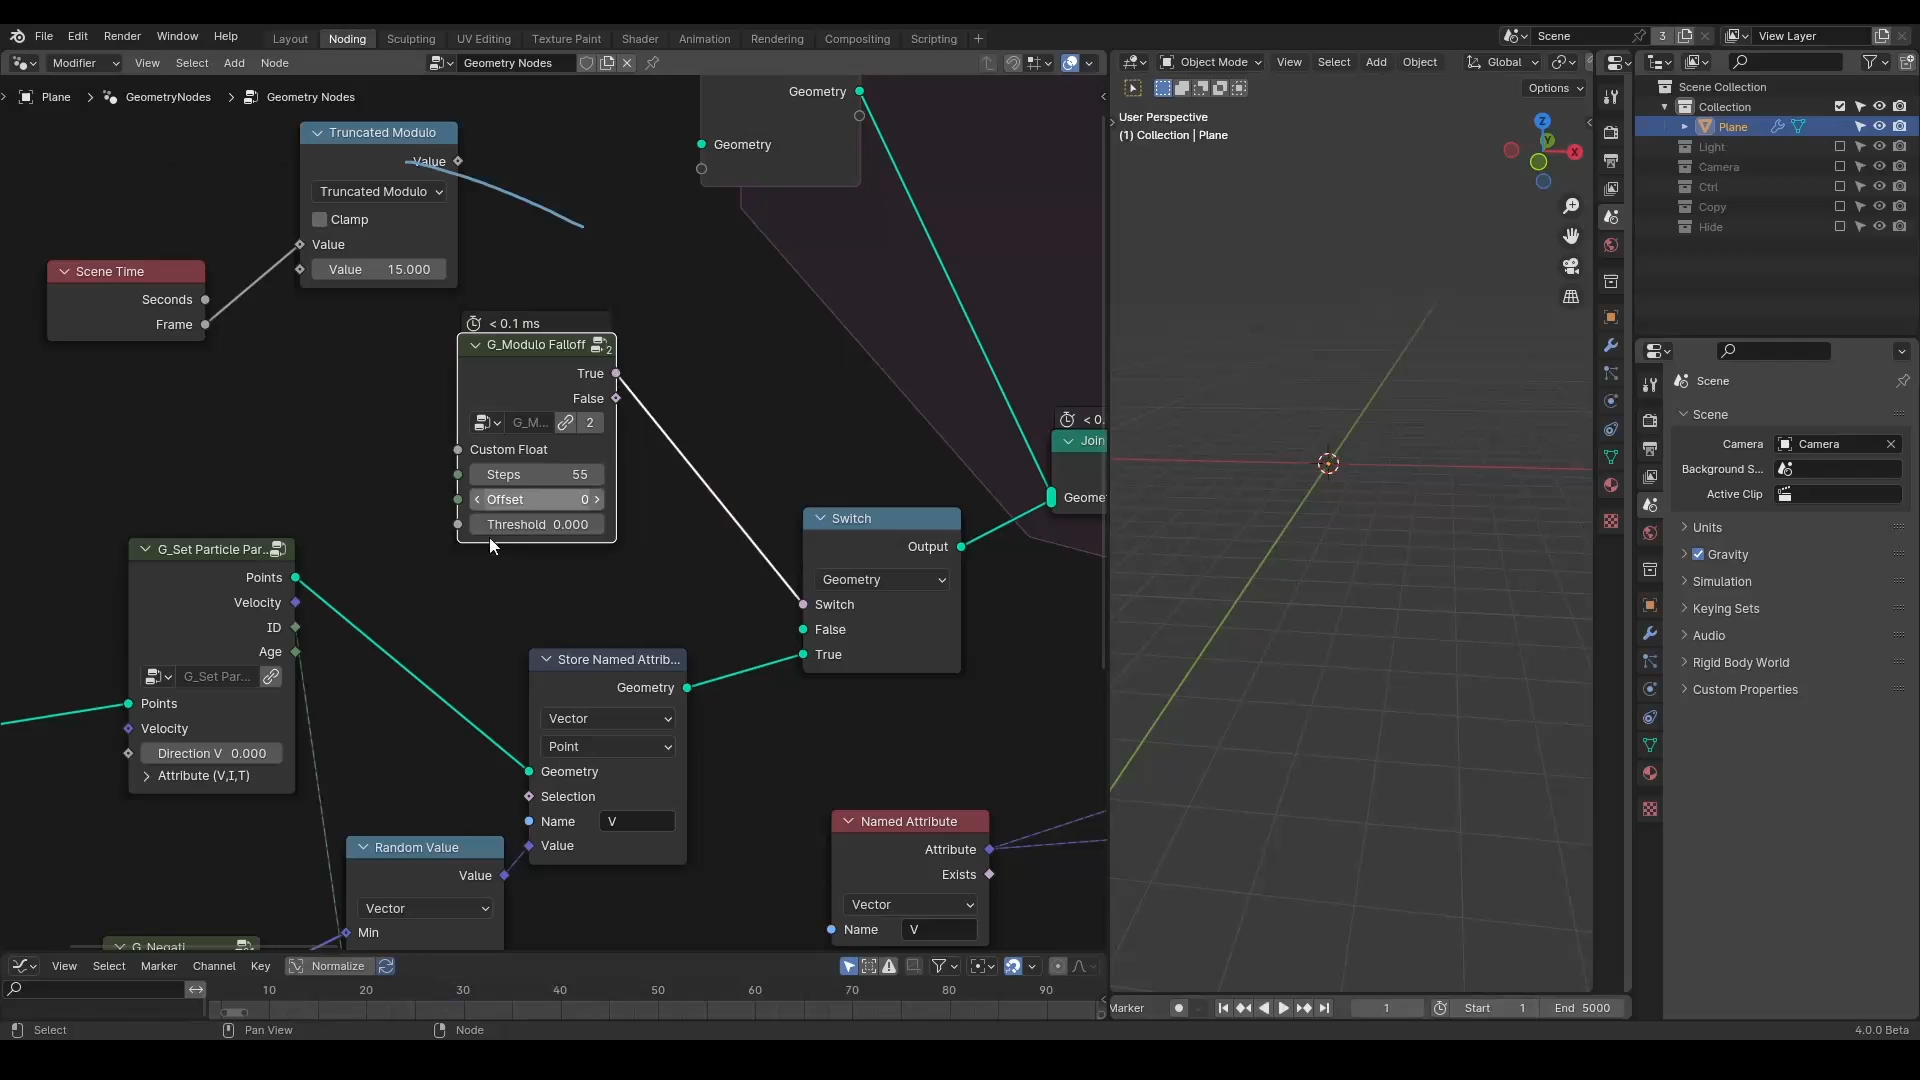 File Edit Render Window Help
Layout Noding Sculpting UV Editing Texture Paint Shader Animation Rendering Compositing Scripting +
Scene 3 View Layer
Modifier View Select Add Node Geometry Nodes
Object Mode View Select Add Object Global
Plane > GeometryNodes > Geometry Nodes
Options
User Perspective
(1) Collection | Plane
Z
Y
X
Truncated Modulo
Value
Truncated Modulo
Clamp
Value
Value 15.000
Scene Time
Seconds
Frame
Geometry
Geometry
< 0.1 ms
G_Modulo Falloff 2
True
False
G_M... 2
Custom Float
Steps 55
Offset 0
Threshold 0.000
< 0.
Join
Geome
Switch
Output
Geometry
Switch
False
True
G_Set Particle Par...
Points
Velocity
ID
Age
G_Set Par...
Points
Velocity
Direction V 0.000
Attribute (V,I,T)
Store Named Attrib...
Geometry
Vector
Point
Geometry
Selection
Name V
Value
Random Value
Value
Vector
Min
G_Negati
Named Attribute
Attribute
Exists
Vector
Name V
Scene Collection
Collection
Plane
Light
Camera
Ctrl
Copy
Hide
Scene
Scene
Camera Camera
Background S...
Active Clip
Units
Gravity
Simulation
Keying Sets
Audio
Rigid Body World
Custom Properties
View Select Marker Channel Key Normalize
10 20 30 40 50 60 70 80 90
Marker 1 Start 1 End 5000
Select Pan View Node
4.0.0 Beta